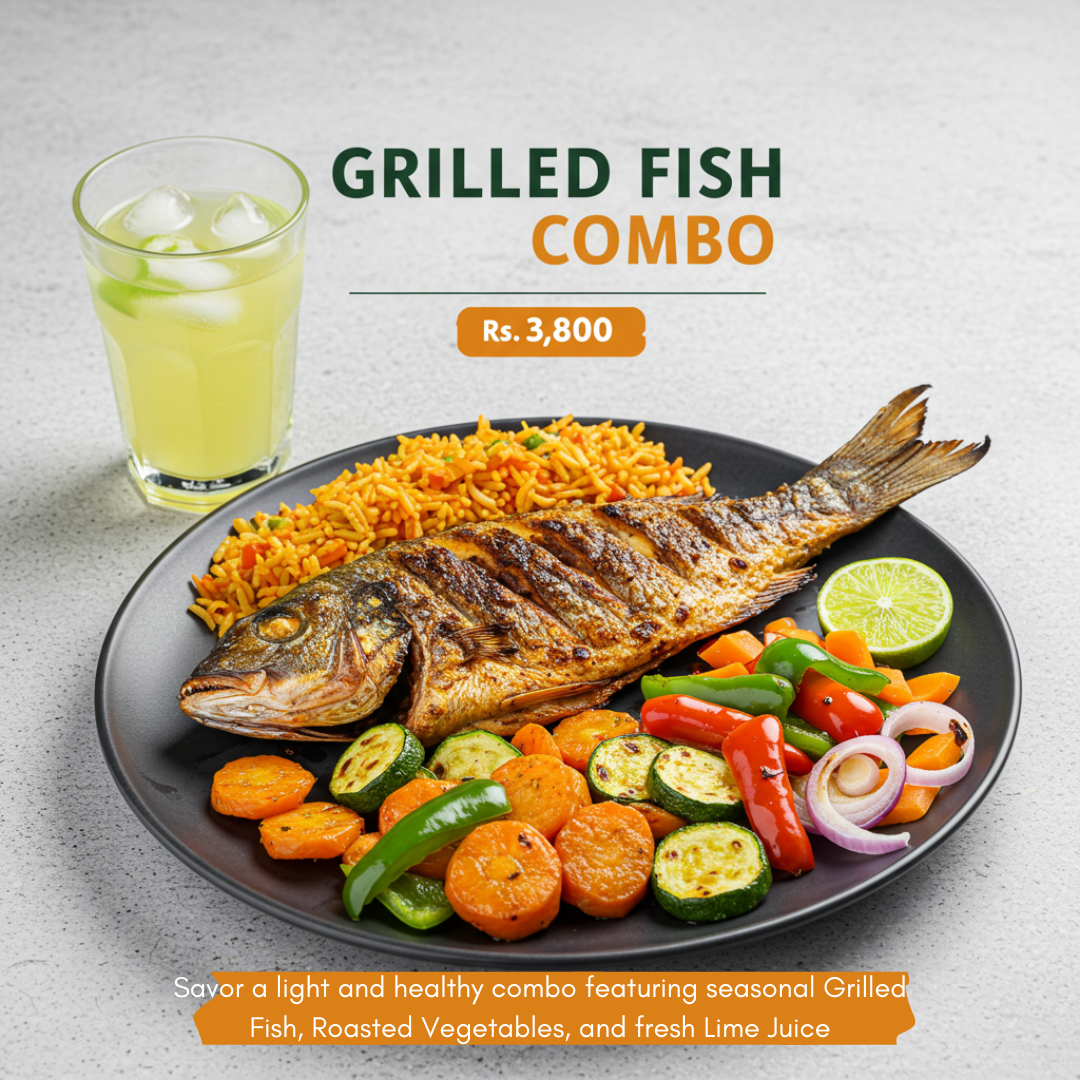 GRILLED FISH
COMBO
Rs. 3,800
Savor a light and healthy combo featuring seasonal Grilled
Fish, Roasted Vegetables, and fresh Lime Juice